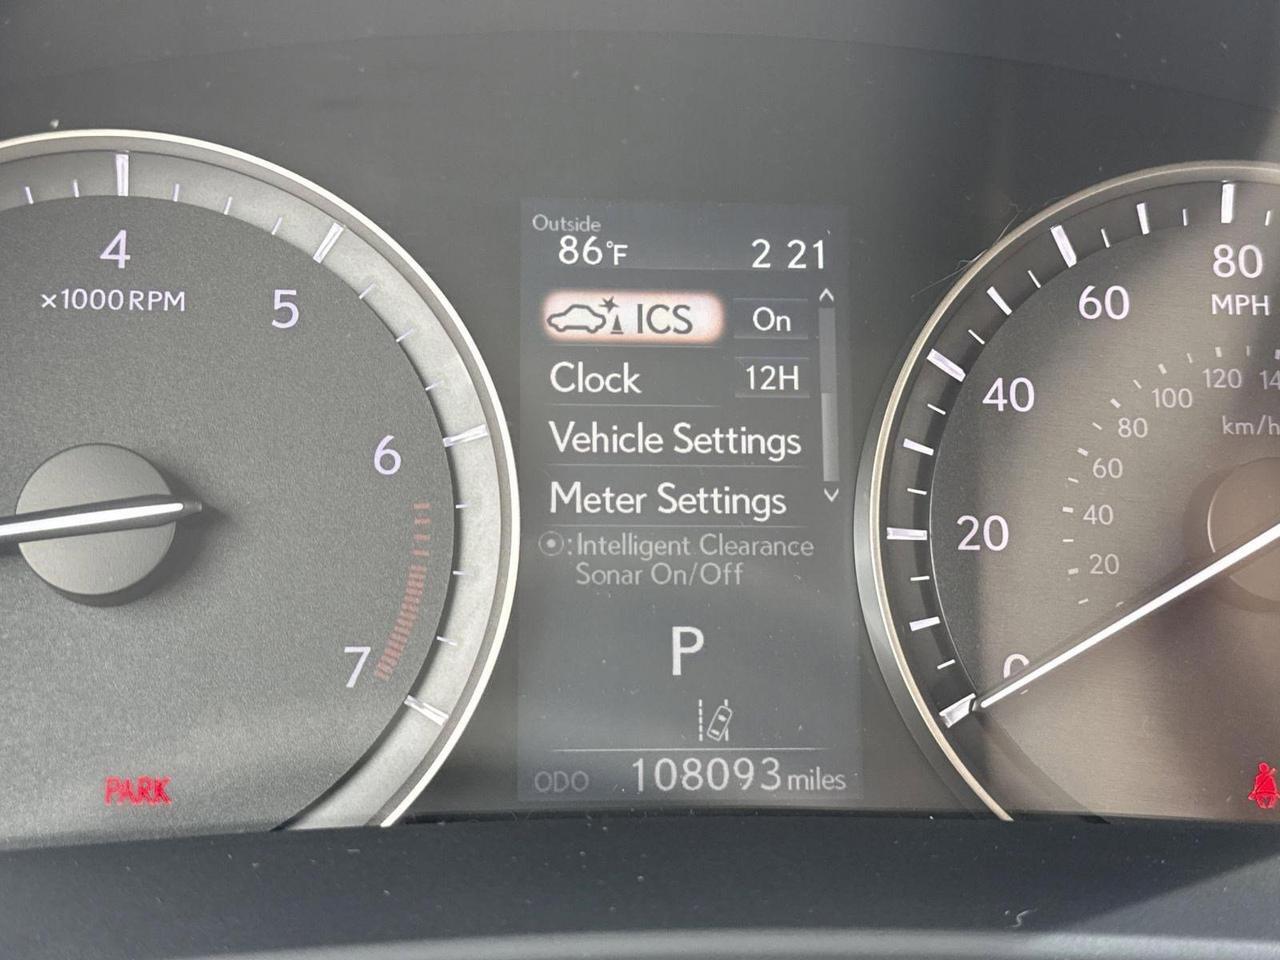 4
×1000 RPM
5
6
7
PARK
Outside
86°F 2 21
ICS On
Clock 12H
Vehicle Settings
Meter Settings
:Intelligent Clearance
Sonar On/Off
P
ODO 108093 miles
0
20
40
60
80
MPH
20
40
60
80
100
120
km/h